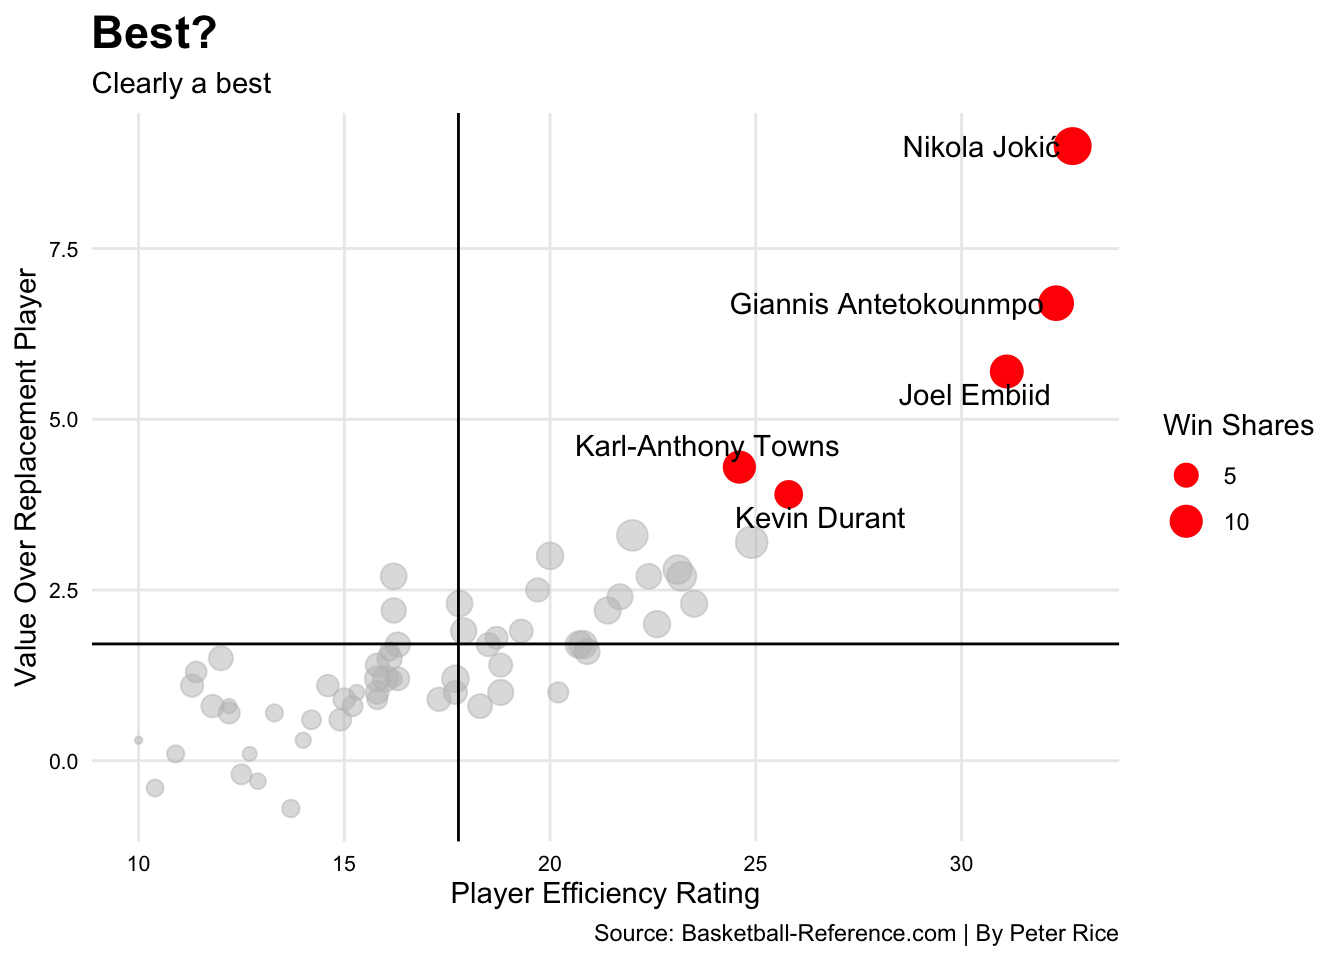 Best?
Clearly a best
Nikola Jokić
Giannis Antetokounmpo
Joel Embiid
Karl-Anthony Towns
Kevin Durant
Value Over Replacement Player
7.5
5.0
2.5
0.0
10
15
20
25
30
Player Efficiency Rating
Win Shares
5
10
Source: Basketball-Reference.com | By Peter Rice